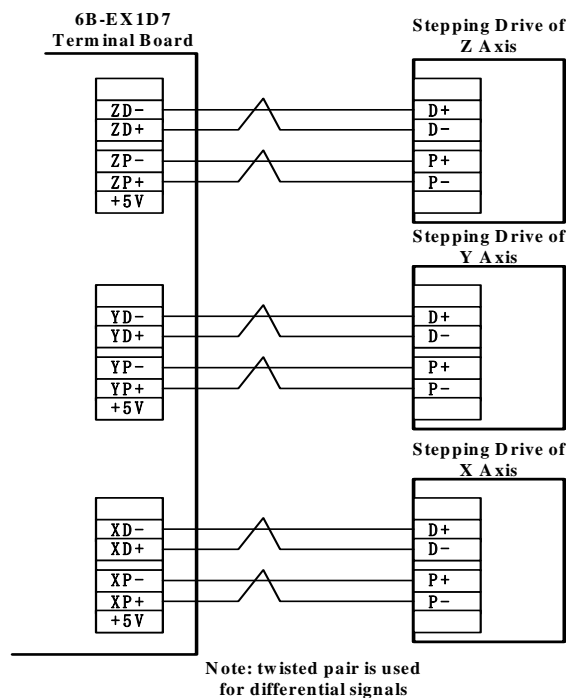 6B-EX1D7
Terminal Board
Stepping Drive of
Z Axis
ZD-
ZD+
ZP-
ZP+
+5V
D+
D-
P+
P-
Stepping Drive of
Y Axis
YD-
YD+
YP-
YP+
+5V
D+
D-
P+
P-
Stepping Drive of
X Axis
XD-
XD+
XP-
XP+
+5V
D+
D-
P+
P-
Note: twisted pair is used
for differential signals